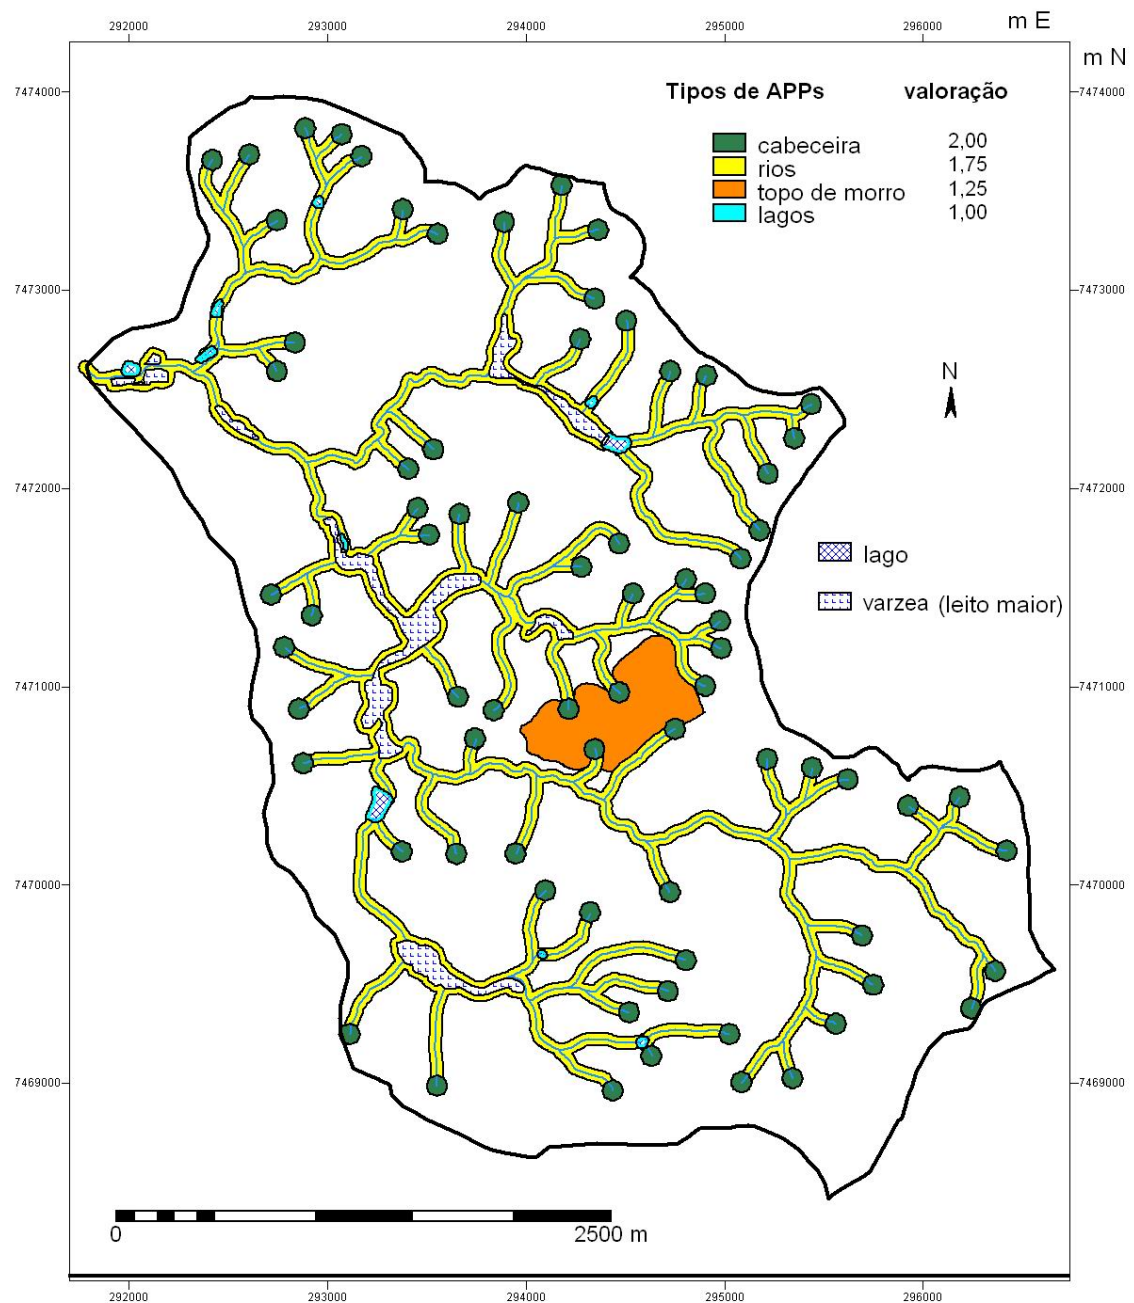 292000 293000 294000 295000 296000 m E
m N
7474000 7474000
Tipos de APPs valoração
cabeceira 2,00
rios 1,75
topo de morro 1,25
lagos 1,00
7473000 7473000
N
7472000 7472000
lago
varzea (leito maior)
7471000 7471000
7470000 7470000
7469000 7469000
0 2500 m
292000 293000 294000 295000 296000